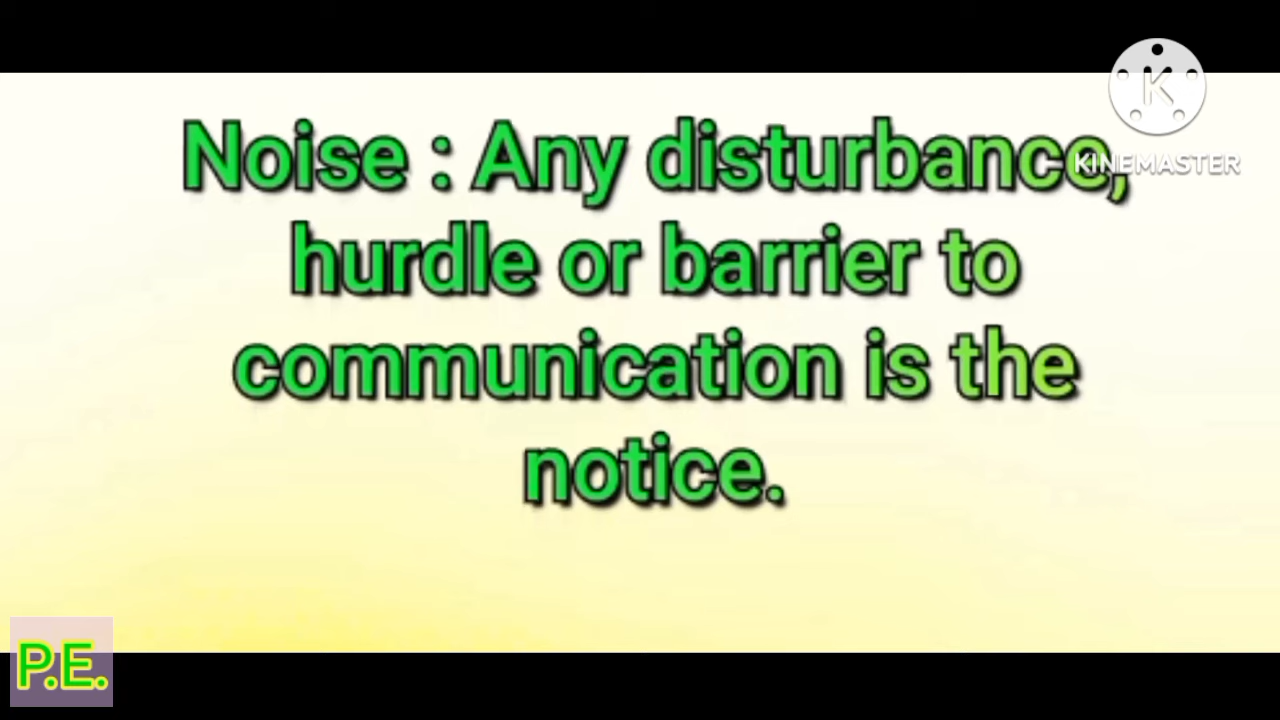 Noise : Any disturbance,
hurdle or barrier to
communication is the
notice.
K
KINEMASTER
P.E.